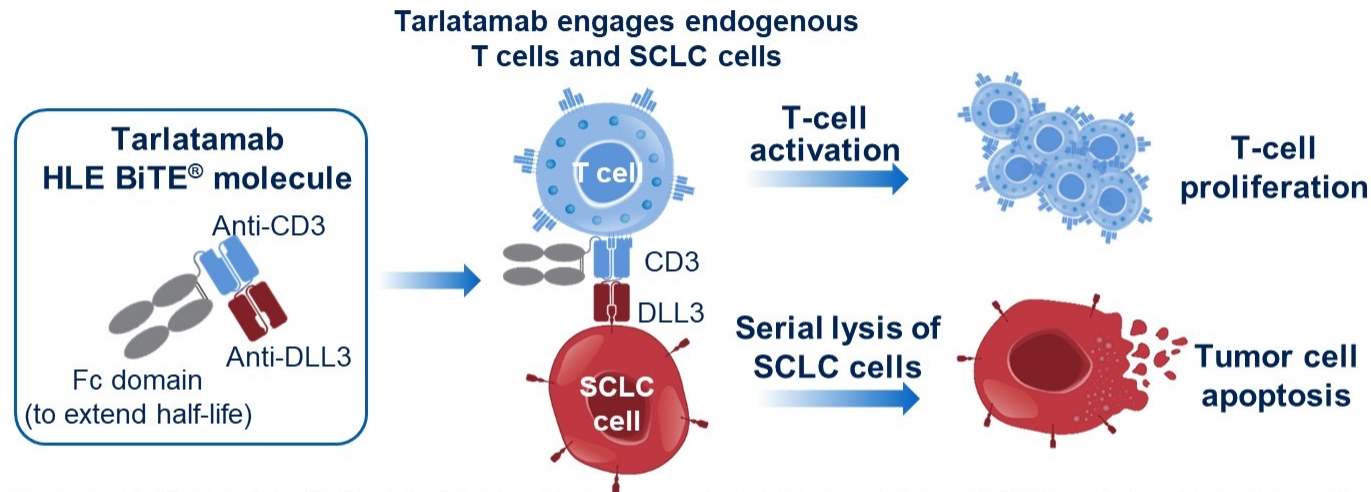 Tarlatamab engages endogenous
T cells and SCLC cells
Tarlatamab
HLE BiTE® molecule
Anti-CD3
Anti-DLL3
Fc domain
(to extend half-life)
T cell
CD3
DLL3
SCLC
cell
T-cell
activation
T-cell
proliferation
Serial lysis of
SCLC cells
Tumor cell
apoptosis